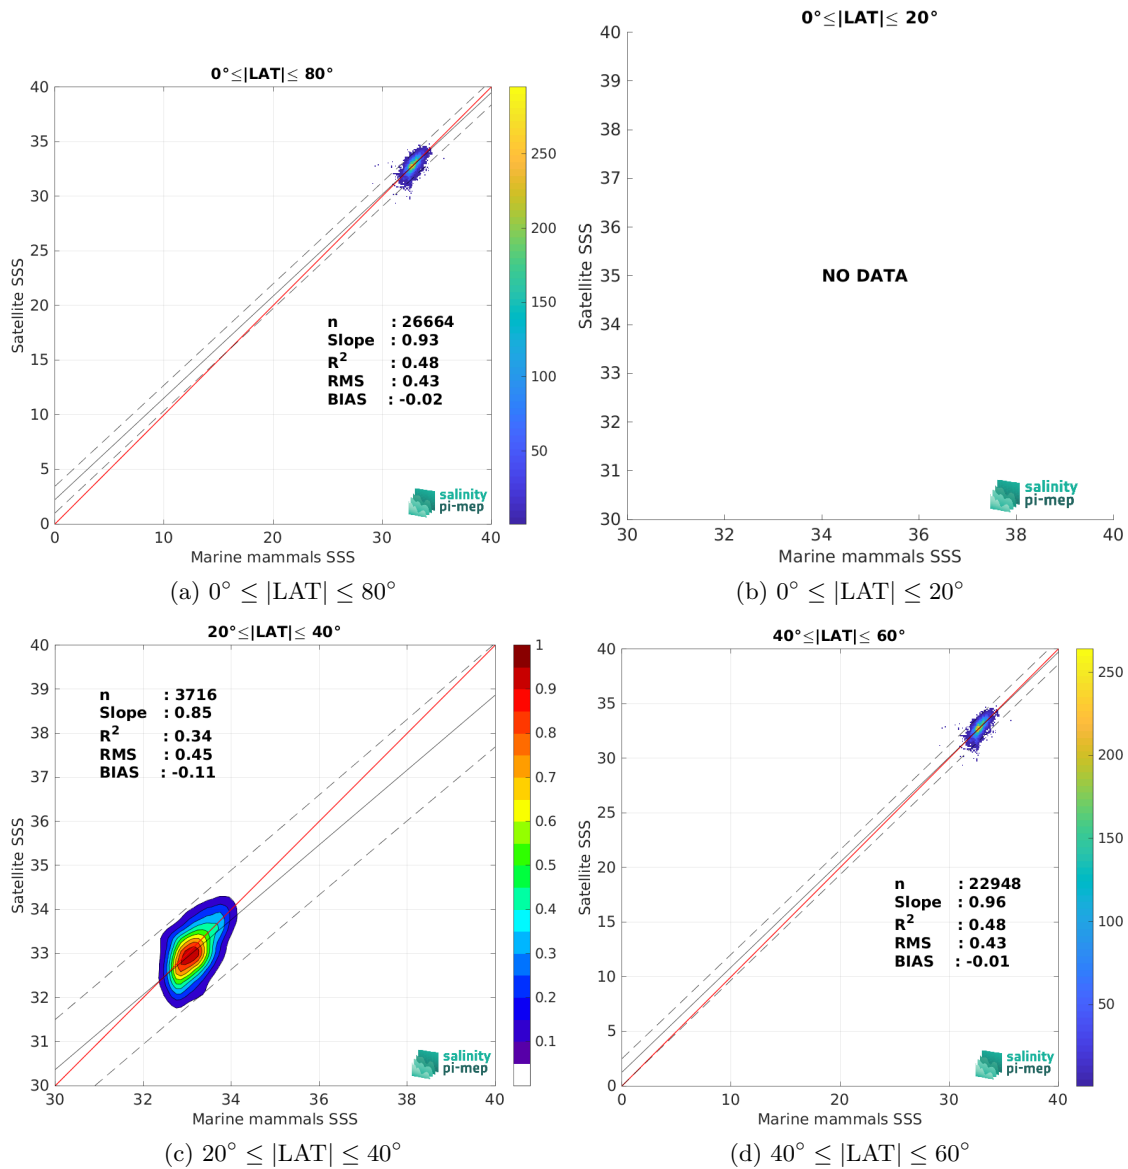 0°≤|LAT|≤ 80°
40
35
30
25
20
15
10
5
0
Satellite SSS
n : 26664
Slope : 0.93
R² : 0.48
RMS : 0.43
BIAS : -0.02
salinity
pi-mep
0 10 20 30 40
Marine mammals SSS
250
200
150
100
50
(a) 0° ≤ |LAT| ≤ 80°
0°≤|LAT|≤ 20°
40
39
38
37
36
35
34
33
32
31
30
Satellite SSS
NO DATA
salinity
pi-mep
30 32 34 36 38 40
Marine mammals SSS
(b) 0° ≤ |LAT| ≤ 20°
20°≤|LAT|≤ 40°
40
39
38
37
36
35
34
33
32
31
30
Satellite SSS
n : 3716
Slope : 0.85
R² : 0.34
RMS : 0.45
BIAS : -0.11
salinity
pi-mep
30 32 34 36 38 40
Marine mammals SSS
1
0.9
0.8
0.7
0.6
0.5
0.4
0.3
0.2
0.1
(c) 20° ≤ |LAT| ≤ 40°
40°≤|LAT|≤ 60°
40
35
30
25
20
15
10
5
0
Satellite SSS
n : 22948
Slope : 0.96
R² : 0.48
RMS : 0.43
BIAS : -0.01
salinity
pi-mep
0 10 20 30 40
Marine mammals SSS
250
200
150
100
50
(d) 40° ≤ |LAT| ≤ 60°